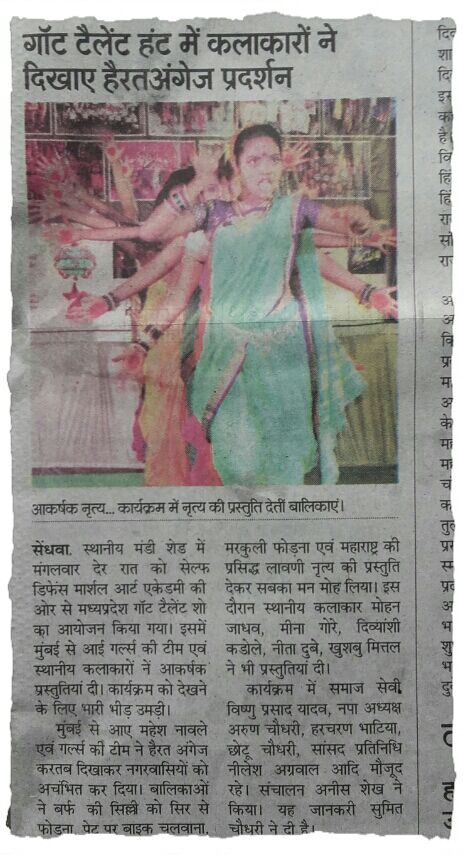 गॉट टैलेंट हंट में कलाकारों ने
दिखाए हैरतअंगेज प्रदर्शन
आकर्षक नृत्य... कार्यक्रम में नृत्य की प्रस्तुति देतीं बालिकाएं।
सेंधवा. स्थानीय मंडी शेड में
मंगलवार देर रात को सेल्फ
डिफेंस मार्शल आर्ट एकेडमी की
ओर से मध्यप्रदेश गॉट टैलेंट शो
का आयोजन किया गया। इसमें
मुंबई से आई गर्ल्स की टीम एवं
स्थानीय कलाकारों नें आकर्षक
प्रस्तुतियां दी। कार्यक्रम को देखने
के लिए भारी भीड़ उमड़ी।
मुंबई से आए महेश नावले
एवं गर्ल्स की टीम ने हैरत अंगेज
करतब दिखाकर नगरवासियों को
अचंभित कर दिया। बालिकाओं
ने बर्फ की सिल्ली को सिर से
फोड़ना, पेट पर बाइक चलवाना,
मरकुली फोड़ना एवं महाराष्ट्र की
प्रसिद्ध लावणी नृत्य की प्रस्तुति
देकर सबका मन मोह लिया। इस
दौरान स्थानीय कलाकार मोहन
जाधव, मीना गोरे, दिव्यांशी
कडोले, नीता दुबे, खुशबु मित्तल
ने भी प्रस्तुतियां दी।
कार्यक्रम में समाज सेवी
विष्णु प्रसाद यादव, नपा अध्यक्ष
अरुण चौधरी, हरचरण भाटिया,
छोटू चौधरी, सांसद प्रतिनिधि
नीलेश अग्रवाल आदि मौजूद
रहे। संचालन अनीस शेख ने
किया। यह जानकरी सुमित
चौधरी ने दी है।